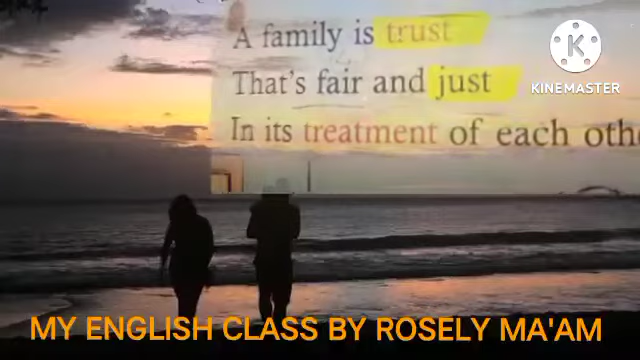 A family is trust
That's fair and just
In its treatment of each oth
KINEMASTER
MY ENGLISH CLASS BY ROSELY MA'AM